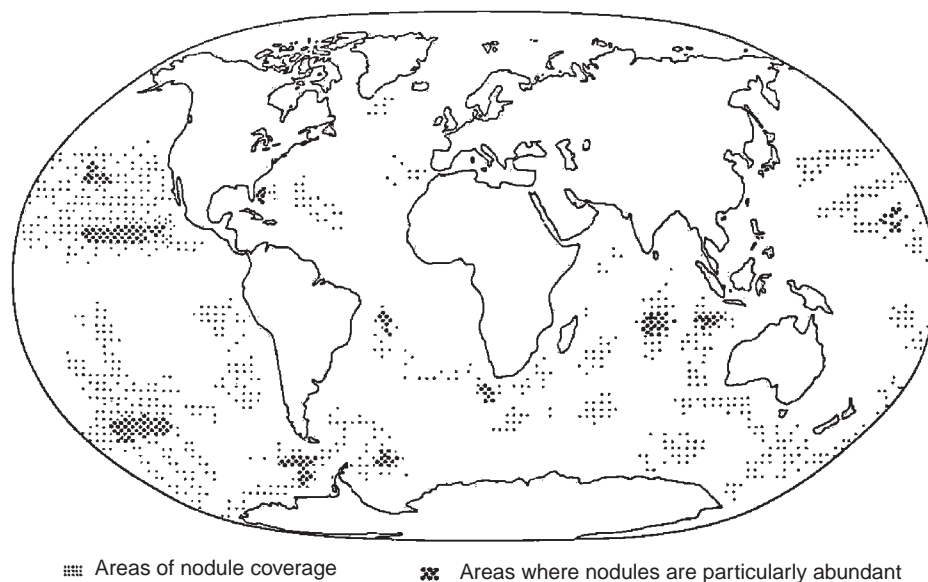 Areas of nodule coverage
Areas where nodules are particularly abundant